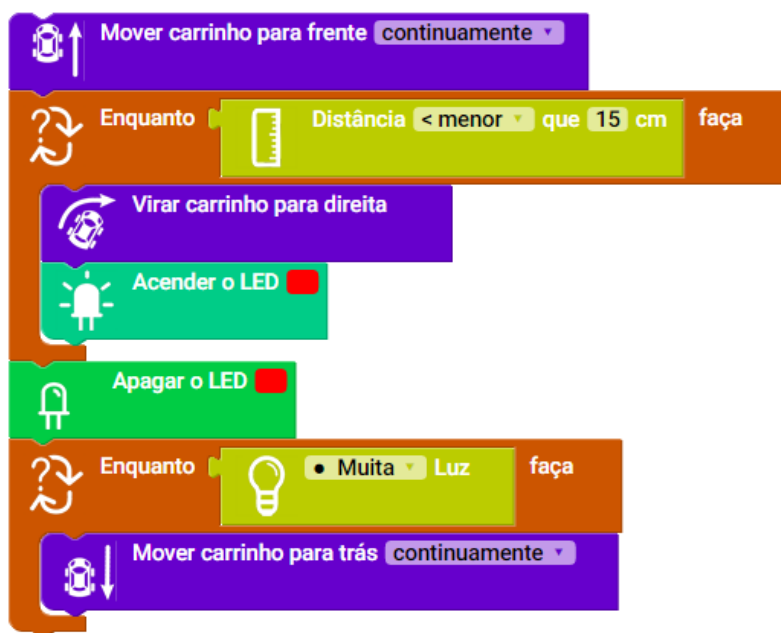 Mover carrinho para frente continuamente
Enquanto Distância < menor que 15 cm faça
Virar carrinho para direita
Acender o LED
Apagar o LED
Enquanto • Muita Luz faça
Mover carrinho para trás continuamente